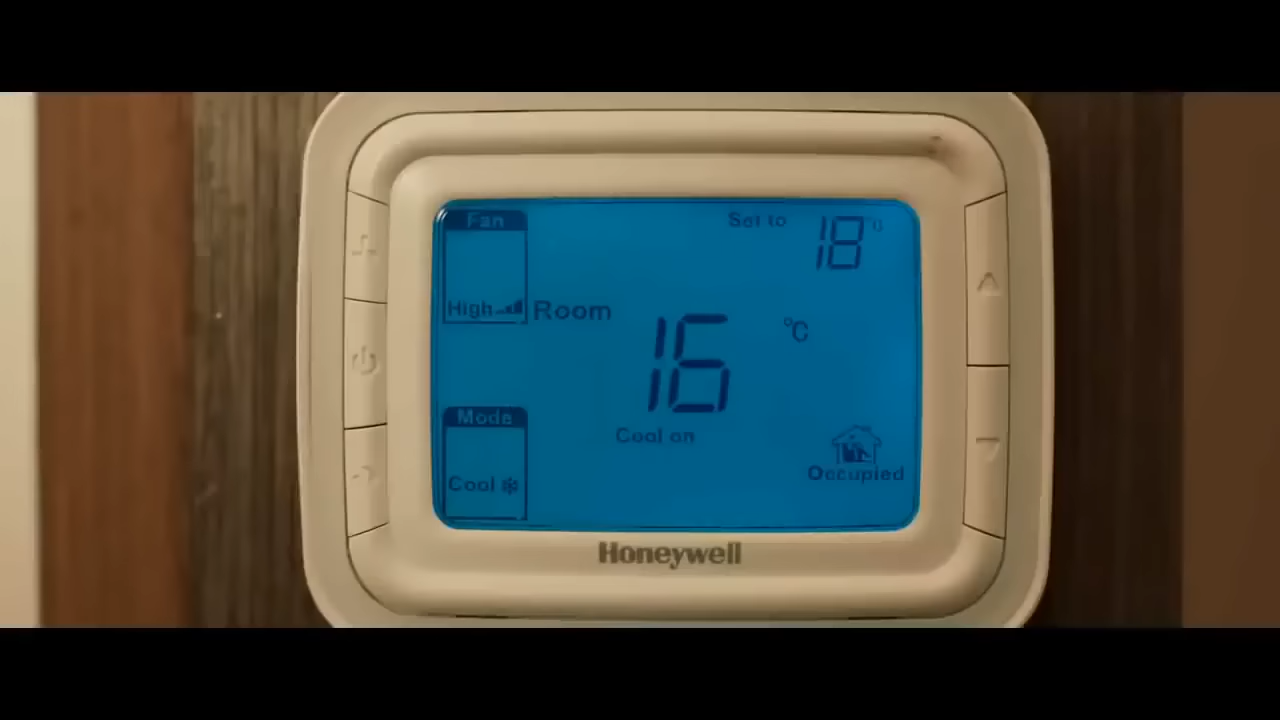 Fan
Set to 18
High Room
16 °C
Cool on
Mode
Cool
Occupied
Honeywell